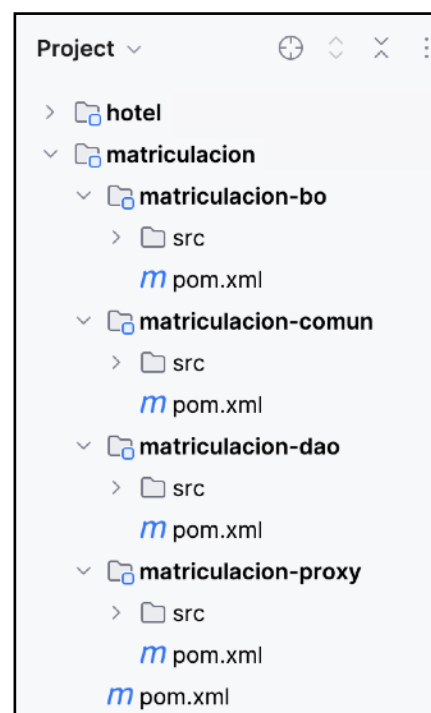 Project
hotel
matriculacion
matriculacion-bo
src
m pom.xml
matriculacion-comun
src
m pom.xml
matriculacion-dao
src
m pom.xml
matriculacion-proxy
src
m pom.xml
m pom.xml